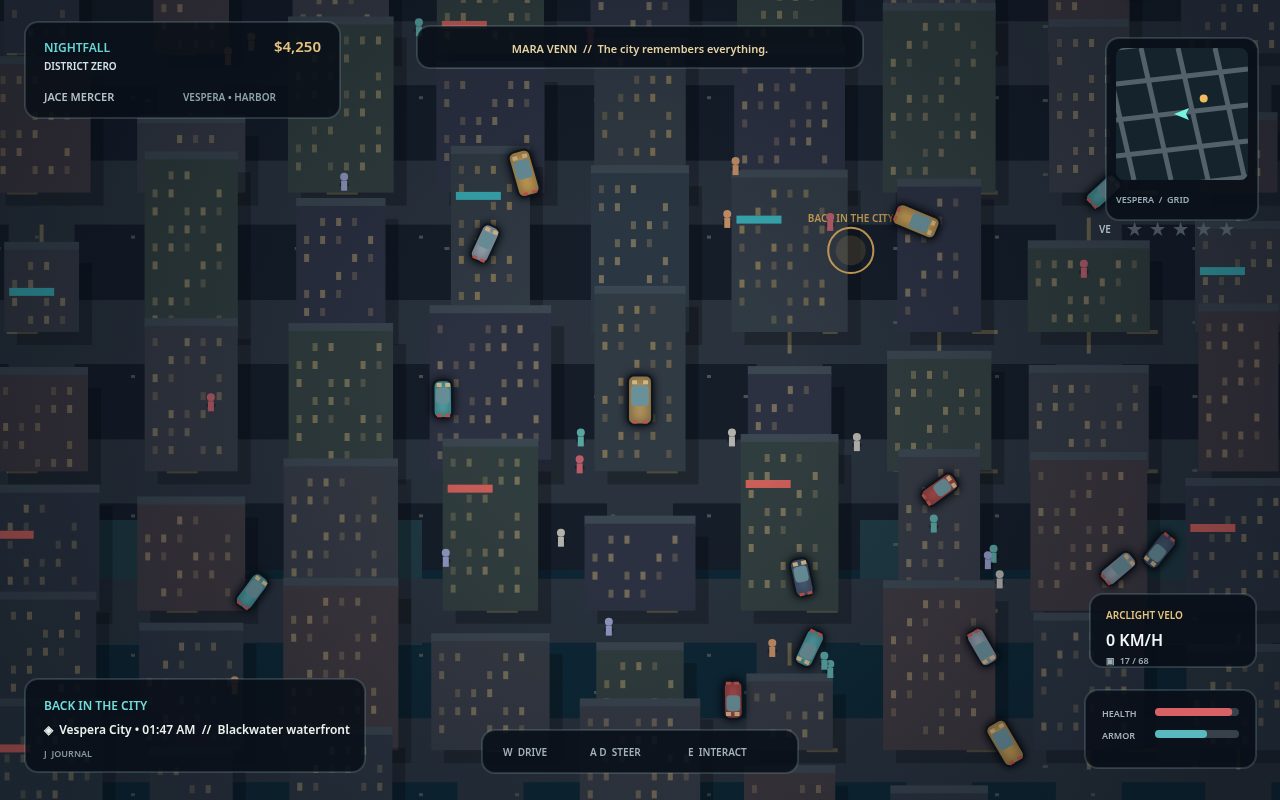 NIGHTFALL $4,250
DISTRICT ZERO
JACE MERCER VESPERA • HARBOR
MARA VENN // The city remembers everything.
VESPERA / GRID
VE ★ ★ ★ ★ ★
BACK IN THE CITY
ARCLIGHT VELO
0 KM/H
▣ 17 / 68
BACK IN THE CITY
◈ Vespera City • 01:47 AM // Blackwater waterfront
J JOURNAL
W DRIVE A D STEER E INTERACT
HEALTH
ARMOR